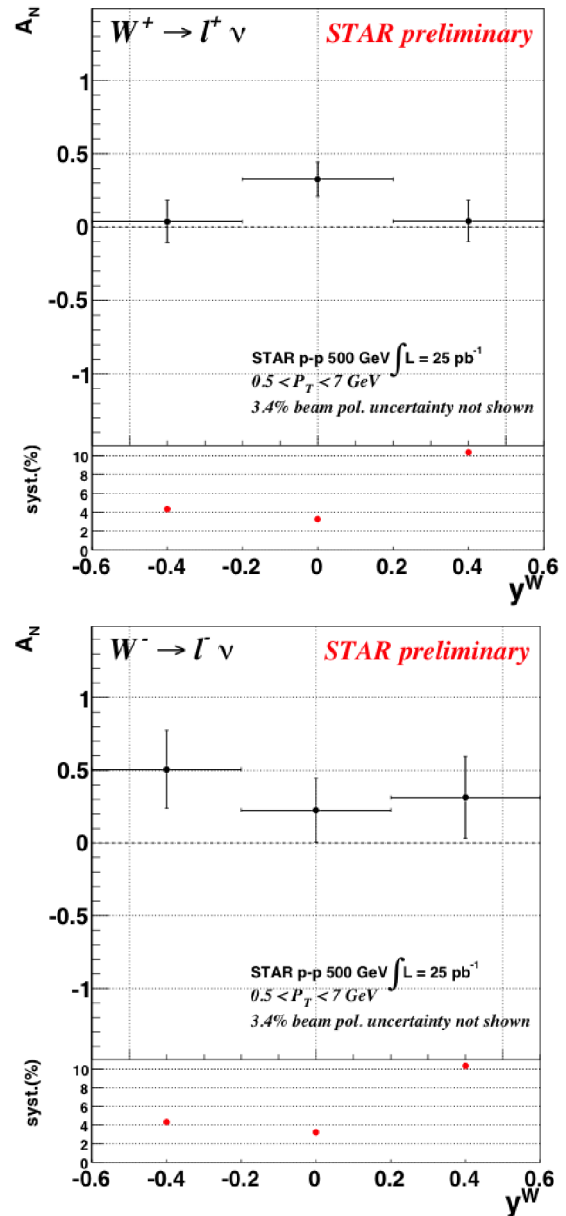 A_N
W⁺ → l⁺ ν STAR preliminary
1
0.5
0
-0.5
-1
STAR p-p 500 GeV ∫L = 25 pb⁻¹
0.5 < P_T < 7 GeV
3.4% beam pol. uncertainty not shown
syst.(%)
10
8
6
4
2
0
-0.6 -0.4 -0.2 0 0.2 0.4 0.6
y^W
A_N
W⁻ → l⁻ ν STAR preliminary
1
0.5
0
-0.5
-1
STAR p-p 500 GeV ∫L = 25 pb⁻¹
0.5 < P_T < 7 GeV
3.4% beam pol. uncertainty not shown
syst.(%)
10
8
6
4
2
0
-0.6 -0.4 -0.2 0 0.2 0.4 0.6
y^W